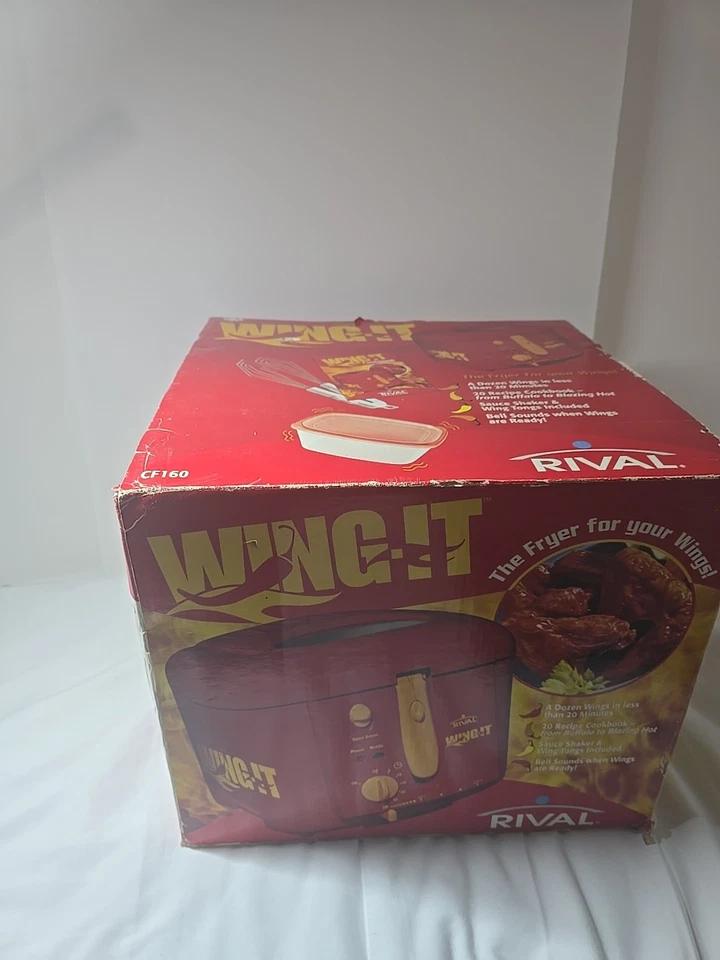 WING-IT
WING-IT
RIVAL
The Fryer for your Wings!
A Dozen Wings in less
than 20 Minutes
20 Recipe Cookbook –
from Buffalo to Blazing Hot
Sauce Shaker &
Wing Tongs Included
Bell Sounds when Wings
are Ready!
CF160
RIVAL
WING-IT™
The Fryer for your Wings!
RIVAL
WING-IT
WING-IT
A Dozen Wings in less
than 20 Minutes
20 Recipe Cookbook –
from Buffalo to Blazing Hot
Sauce Shaker &
Wing Tongs Included
Bell Sounds when Wings
are Ready!
RIVAL